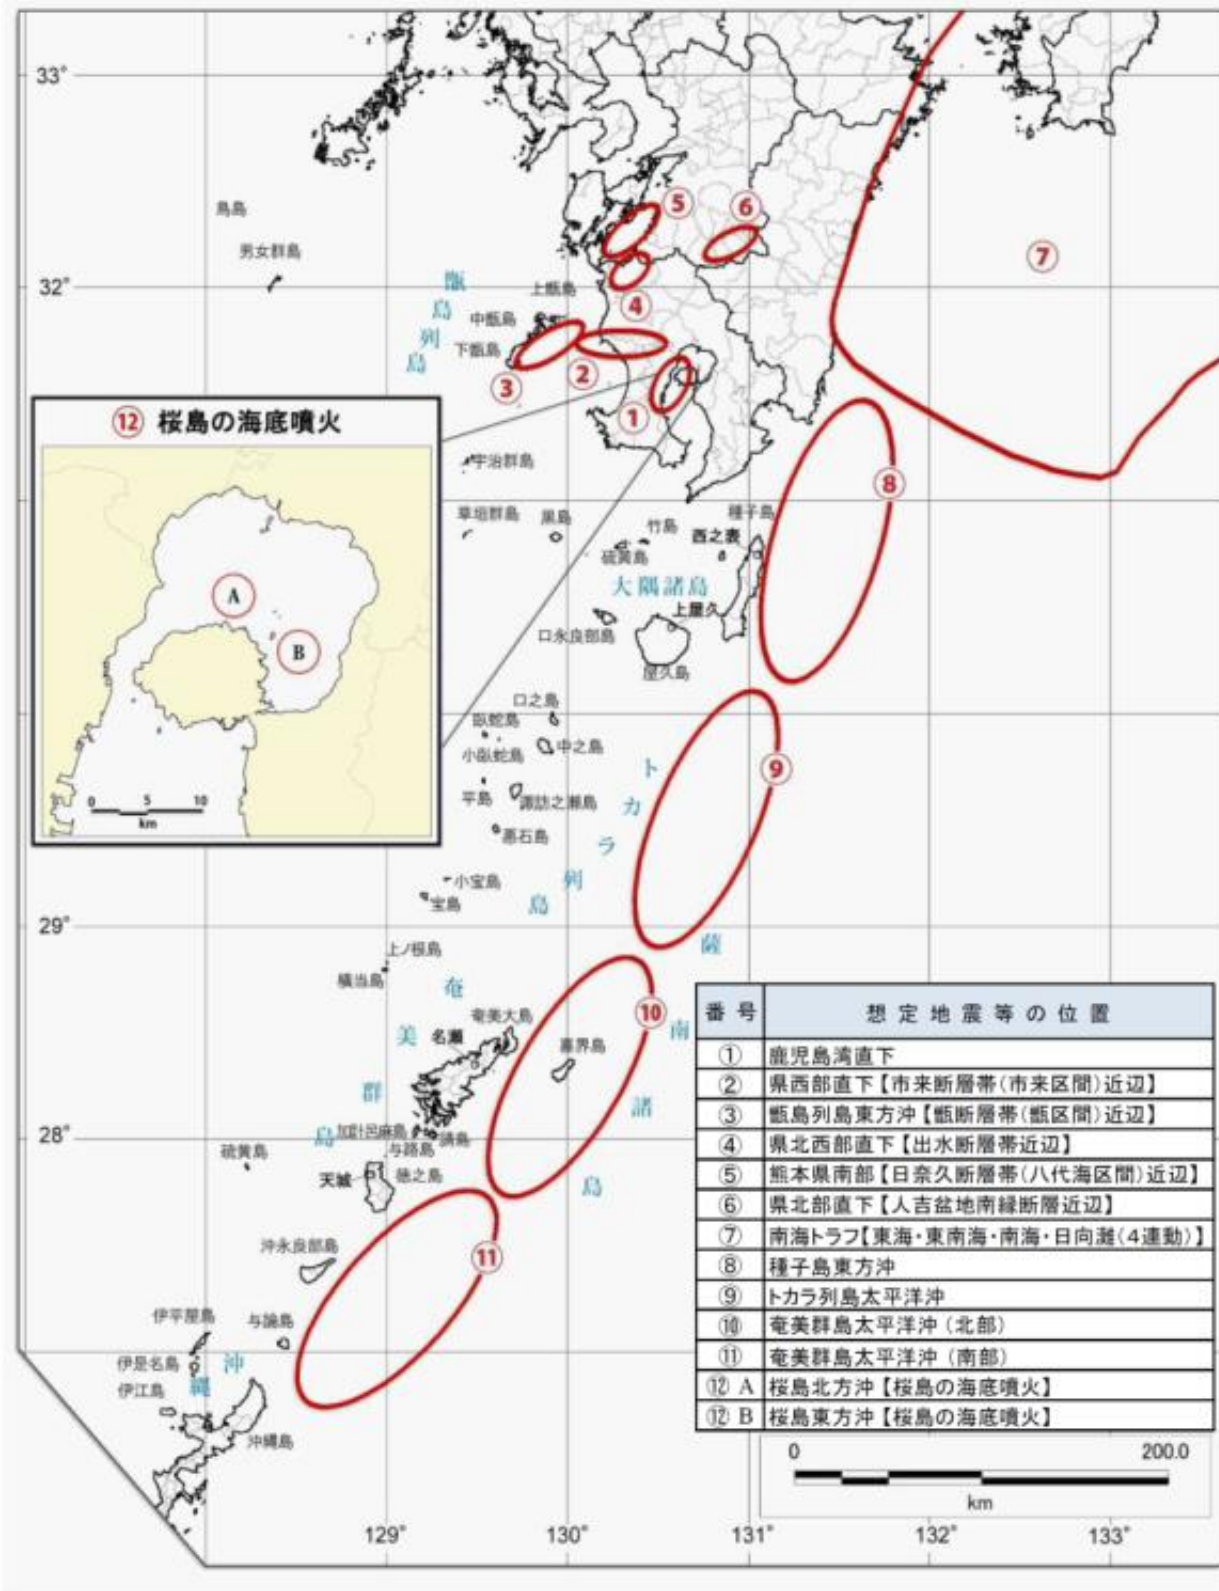 33°
鳥島
男女群島
⑤
⑥
⑦
32°
甑島列島
上甑島
中甑島
下甑島
④
③
②
①
⑫ 桜島の海底噴火
A
B
0 5 10
km
宇治群島
草垣群島
黒島
竹島
硫黄島
種子島
西之表
大隅諸島
上屋久
口永良部島
屋久島
⑧
口之島
臥蛇島
中之島
小臥蛇島
平島
諏訪之瀬島
悪石島
トカラ列島
⑨
小宝島
宝島
29°
上ノ根島
横当島
薩南諸島
奄美群島
奄美大島
名瀬
喜界島
⑩
28°
加計呂麻島
請島
与路島
硫黄島
天城
徳之島
沖永良部島
⑪
伊平屋島
与論島
伊是名島
伊江島
沖縄
沖縄島
番号 想定地震等の位置
① 鹿児島湾直下
② 県西部直下【市来断層帯(市来区間)近辺】
③ 甑島列島東方沖【甑断層帯(甑区間)近辺】
④ 県北西部直下【出水断層帯近辺】
⑤ 熊本県南部【日奈久断層帯(八代海区間)近辺】
⑥ 県北部直下【人吉盆地南縁断層近辺】
⑦ 南海トラフ【東海・東南海・南海・日向灘(4連動)】
⑧ 種子島東方沖
⑨ トカラ列島太平洋沖
⑩ 奄美群島太平洋沖(北部)
⑪ 奄美群島太平洋沖(南部)
⑫ A 桜島北方沖【桜島の海底噴火】
⑫ B 桜島東方沖【桜島の海底噴火】
0 200.0
km
129° 130° 131° 132° 133°